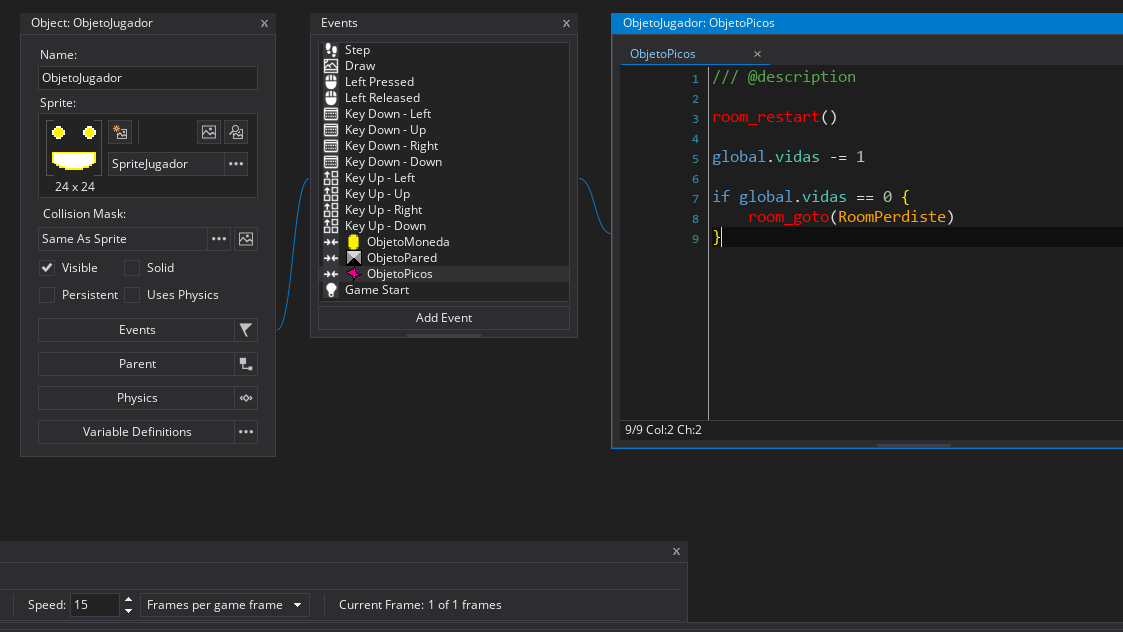 Object: ObjetoJugador x
Name:
ObjetoJugador
Sprite:
SpriteJugador
24 x 24
Collision Mask:
Same As Sprite
Visible Solid
Persistent Uses Physics
Events
Parent
Physics
Variable Definitions
Events x
Step
Draw
Left Pressed
Left Released
Key Down - Left
Key Down - Up
Key Down - Right
Key Down - Down
Key Up - Left
Key Up - Up
Key Up - Right
Key Up - Down
ObjetoMoneda
ObjetoPared
ObjetoPicos
Game Start
Add Event
ObjetoJugador: ObjetoPicos
ObjetoPicos ×
1 /// @description
2
3 room_restart()
4
5 global.vidas -= 1
6
7 if global.vidas == 0 {
8 room_goto(RoomPerdiste)
9 }
9/9 Col:2 Ch:2
x
Speed: 15 Frames per game frame Current Frame: 1 of 1 frames